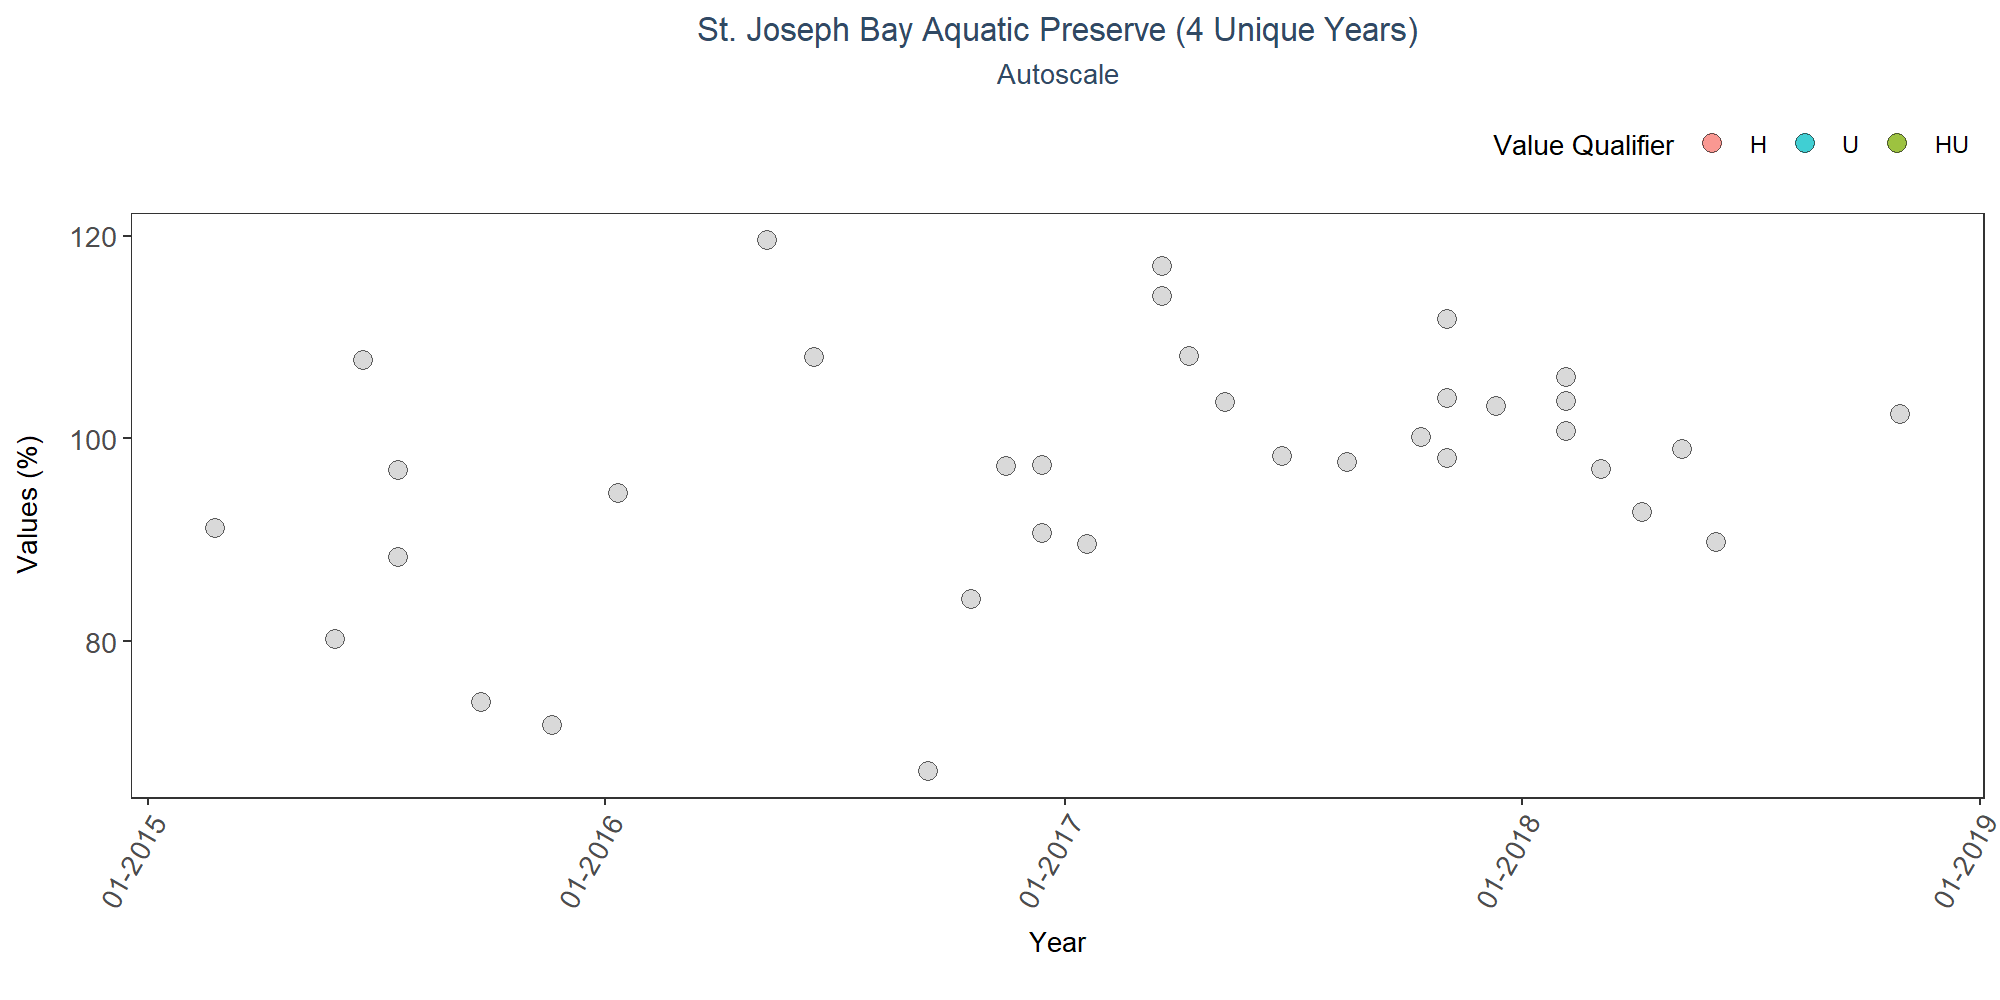 St. Joseph Bay Aquatic Preserve (4 Unique Years)
Autoscale
Value Qualifier H U HU
120
100
80
Values (%)
01-2015 01-2016 01-2017 01-2018 01-2019
Year